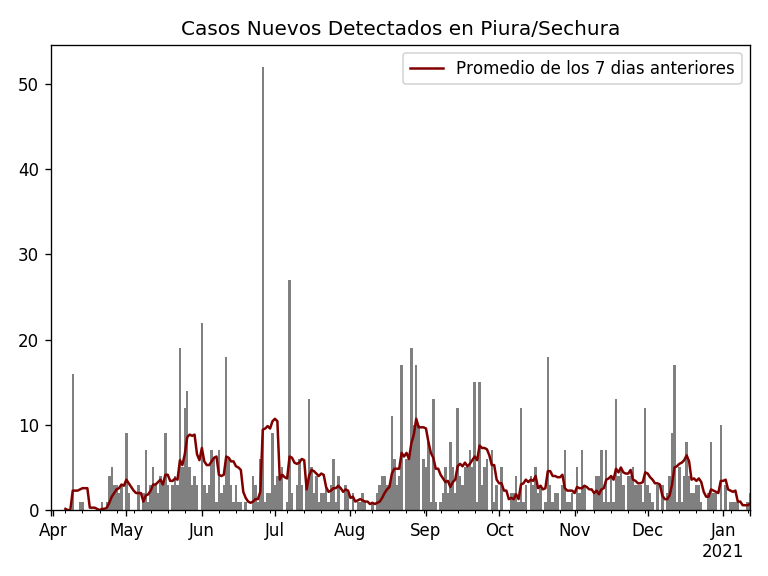 Casos Nuevos Detectados en Piura/Sechura
Promedio de los 7 dias anteriores
50
40
30
20
10
0
Apr May Jun Jul Aug Sep Oct Nov Dec Jan
2021